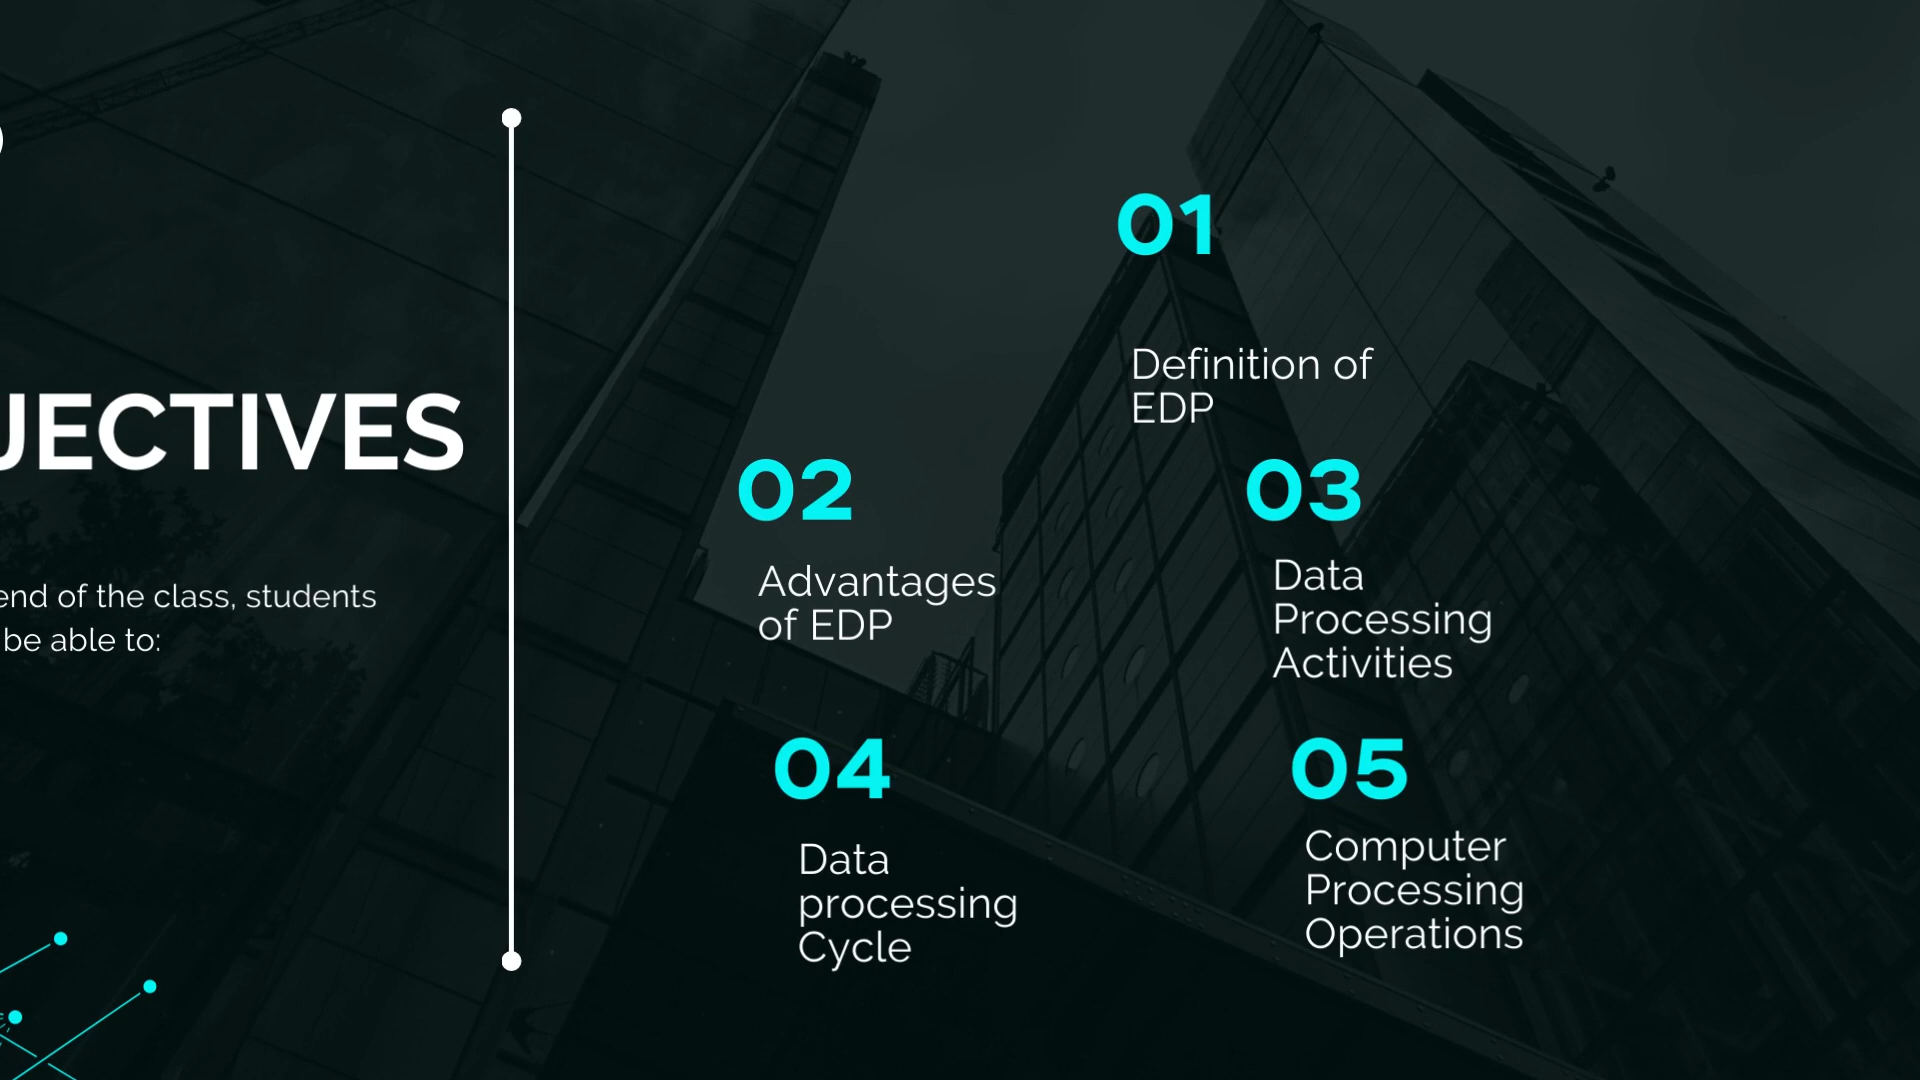 JECTIVES
end of the class, students
be able to:
01
Definition of
EDP
02
Advantages
of EDP
03
Data
Processing
Activities
04
Data
processing
Cycle
05
Computer
Processing
Operations